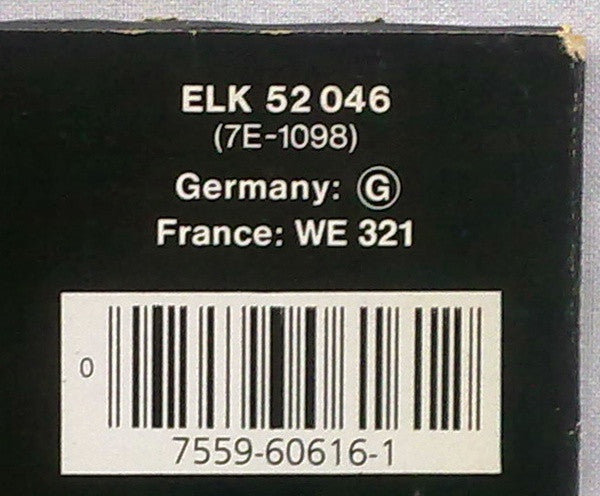 ELK 52 046
(7E-1098)
Germany: Ⓖ
France: WE 321
0
7559-60616-1